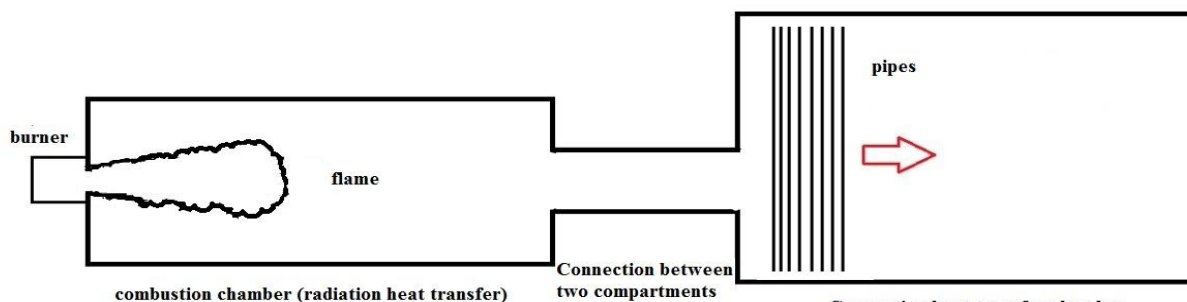 pipes
burner
flame
Connection between
two compartments
combustion chamber (radiation heat transfer)